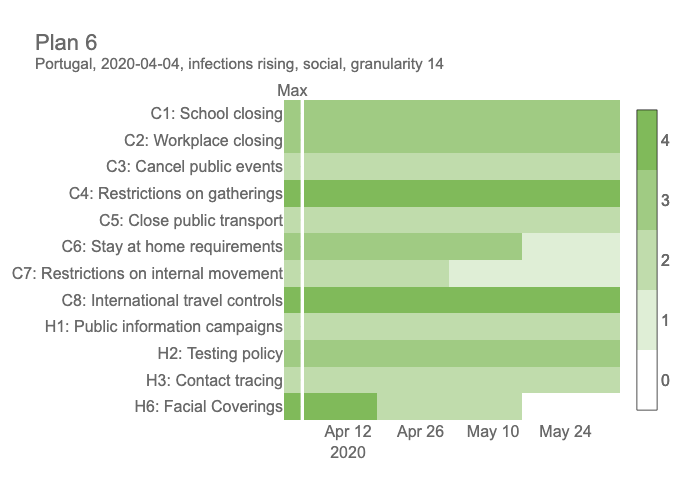 Plan 6
Portugal, 2020-04-04, infections rising, social, granularity 14
Max
C1: School closing
C2: Workplace closing
C3: Cancel public events
C4: Restrictions on gatherings
C5: Close public transport
C6: Stay at home requirements
C7: Restrictions on internal movement
C8: International travel controls
H1: Public information campaigns
H2: Testing policy
H3: Contact tracing
H6: Facial Coverings
Apr 12 Apr 26 May 10 May 24
2020
4
3
2
1
0